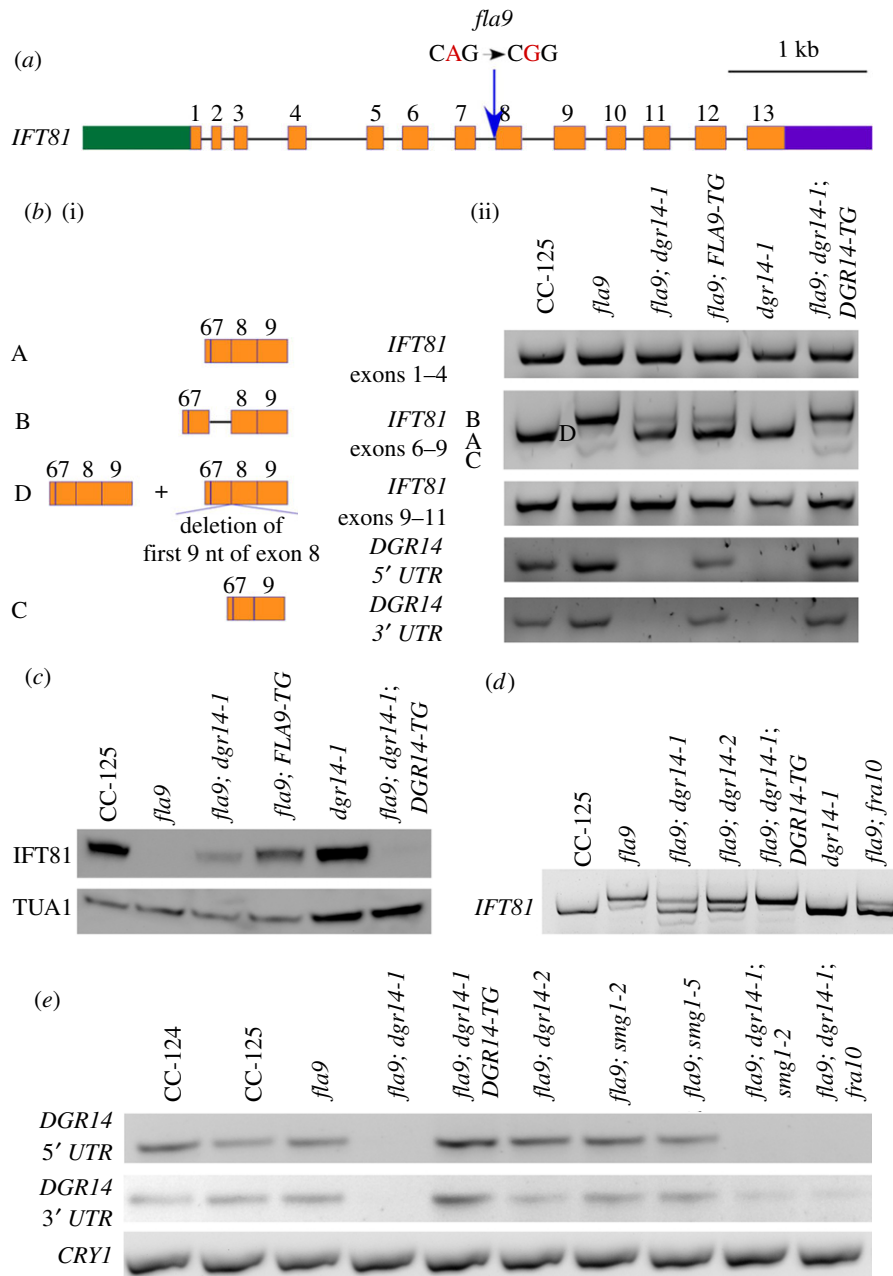 fla9
(a)
CAG CGG
1 kb
1 2 3 4 5 6 7 8 9 10 11 12 13
IFT81
(b) (i)
(ii)
CC-125
fla9
fla9; dgr14-1
fla9; FLA9-TG
dgr14-1
fla9; dgr14-1;
DGR14-TG
A
67 8 9
B
67 8 9
D
67 8 9
+
67 8 9
deletion of
first 9 nt of exon 8
C
67 9
IFT81
exons 1–4
IFT81
exons 6–9
B
A
C
D
IFT81
exons 9–11
DGR14
5′ UTR
DGR14
3′ UTR
(c)
CC-125
fla9
fla9; dgr14-1
fla9; FLA9-TG
dgr14-1
fla9; dgr14-1;
DGR14-TG
IFT81
TUA1
(d)
CC-125
fla9
fla9; dgr14-1
fla9; dgr14-2
fla9; dgr14-1;
DGR14-TG
dgr14-1
fla9; fra10
IFT81
(e)
CC-124
CC-125
fla9
fla9; dgr14-1
fla9; dgr14-1
DGR14-TG
fla9; dgr14-2
fla9; smg1-2
fla9; smg1-5
fla9; dgr14-1;
smg1-2
fla9; dgr14-1;
fra10
DGR14
5′ UTR
DGR14
3′ UTR
CRY1